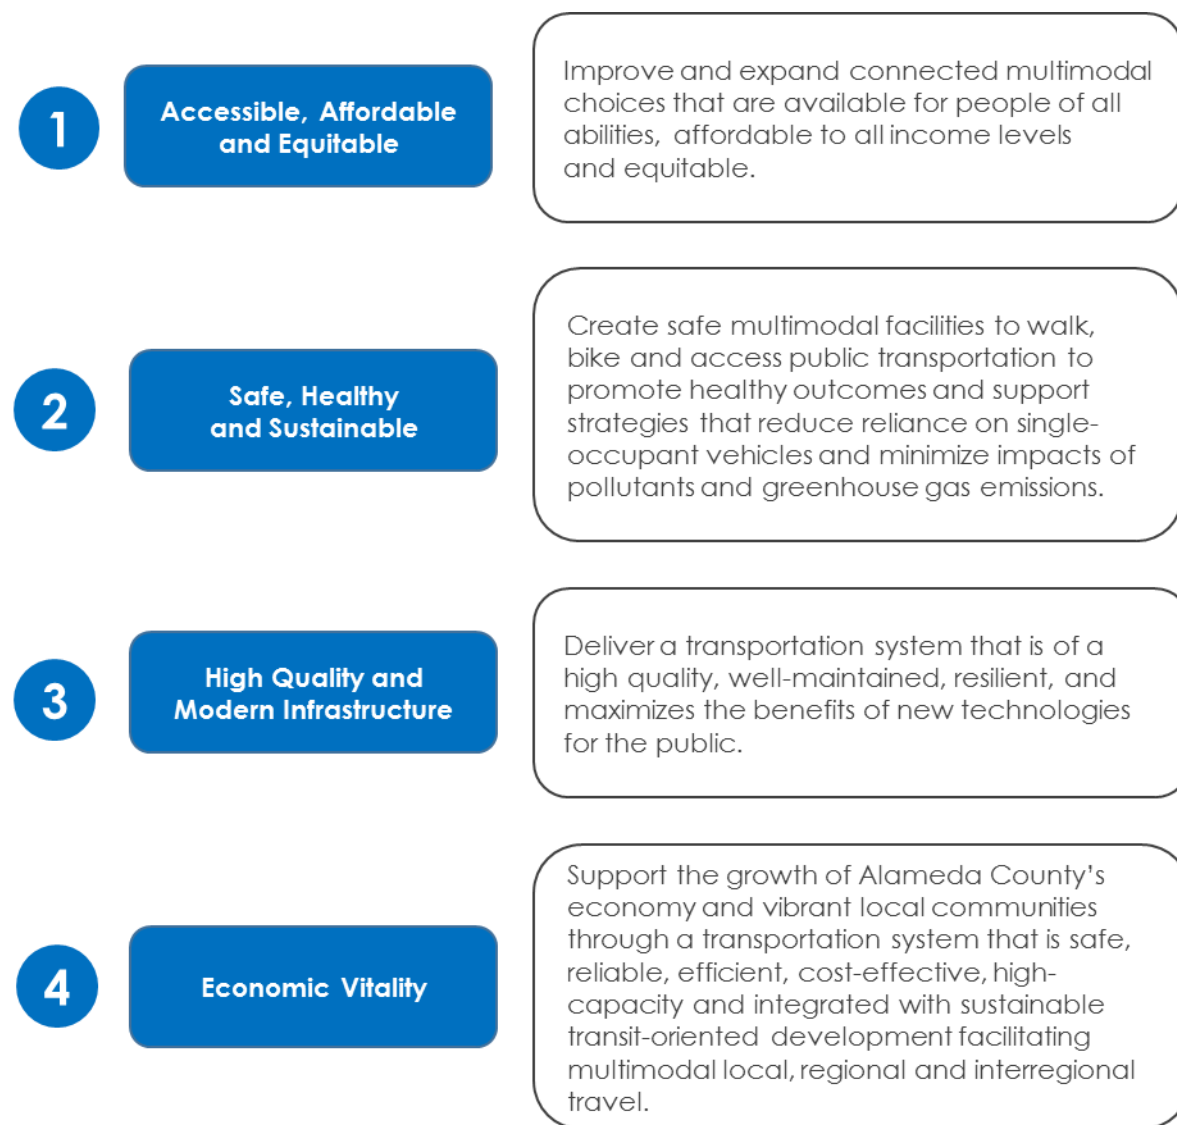 1
Accessible, Affordable
and Equitable
Improve and expand connected multimodal
choices that are available for people of all
abilities, affordable to all income levels
and equitable.
2
Safe, Healthy
and Sustainable
Create safe multimodal facilities to walk,
bike and access public transportation to
promote healthy outcomes and support
strategies that reduce reliance on single-
occupant vehicles and minimize impacts of
pollutants and greenhouse gas emissions.
3
High Quality and
Modern Infrastructure
Deliver a transportation system that is of a
high quality, well-maintained, resilient, and
maximizes the benefits of new technologies
for the public.
4
Economic Vitality
Support the growth of Alameda County's
economy and vibrant local communities
through a transportation system that is safe,
reliable, efficient, cost-effective, high-
capacity and integrated with sustainable
transit-oriented development facilitating
multimodal local, regional and interregional
travel.